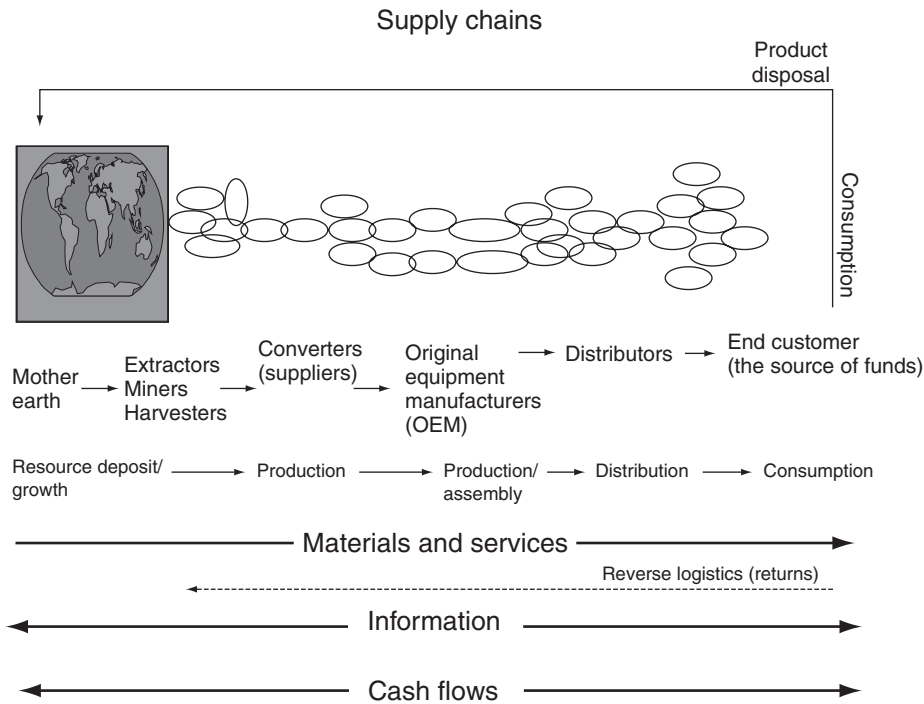 Supply chains
Product
disposal
Consumption
Mother
earth
Extractors
Miners
Harvesters
Converters
(suppliers)
Original
equipment
manufacturers
(OEM)
Distributors
End customer
(the source of funds)
Resource deposit/
growth
Production
Production/
assembly
Distribution
Consumption
Materials and services
Reverse logistics (returns)
Information
Cash flows